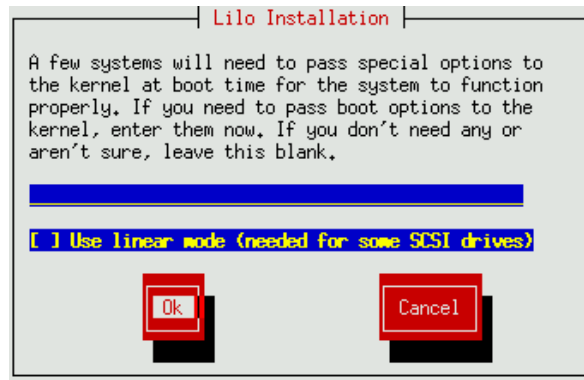 Lilo Installation
A few systems will need to pass special options to
the kernel at boot time for the system to function
properly. If you need to pass boot options to the
kernel, enter them now. If you don't need any or
aren't sure, leave this blank.
[ ] Use linear mode (needed for some SCSI drives)
Ok Cancel